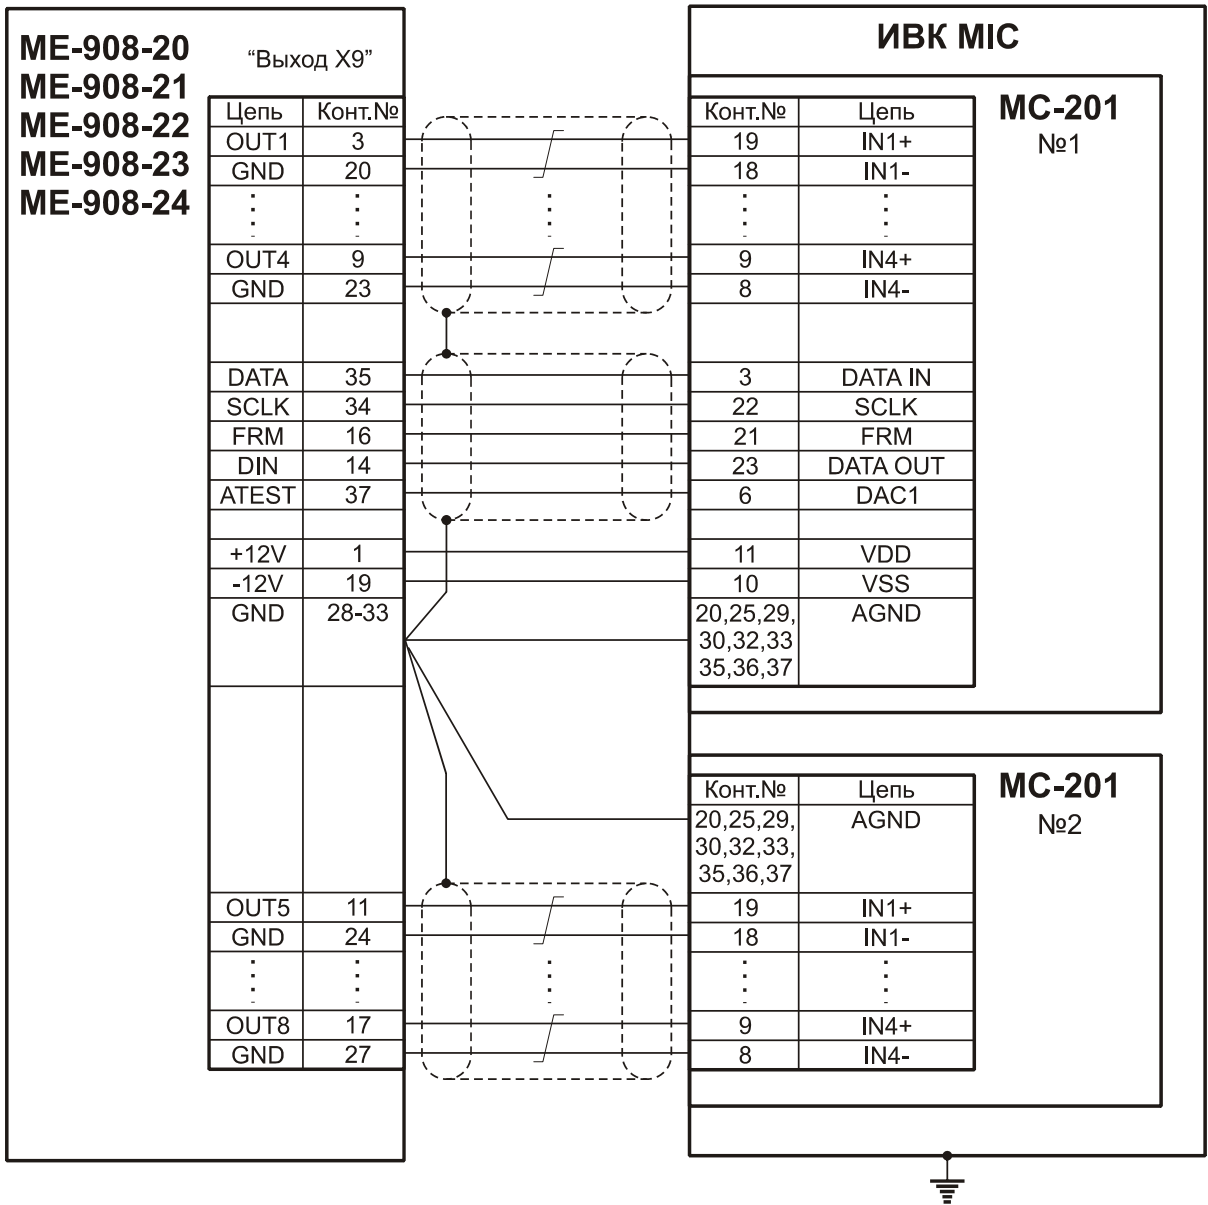 ME-908-20
ME-908-21
ME-908-22
ME-908-23
ME-908-24
“Выход X9”
Цепь Конт.№
OUT1 3
GND 20
OUT4 9
GND 23
DATA 35
SCLK 34
FRM 16
DIN 14
ATEST 37
+12V 1
-12V 19
GND 28-33
OUT5 11
GND 24
OUT8 17
GND 27
ИВК MIC
MC-201
№1
Конт.№ Цепь
19 IN1+
18 IN1-
9 IN4+
8 IN4-
3 DATA IN
22 SCLK
21 FRM
23 DATA OUT
6 DAC1
11 VDD
10 VSS
20,25,29, AGND
30,32,33
35,36,37
MC-201
№2
Конт.№ Цепь
20,25,29, AGND
30,32,33,
35,36,37
19 IN1+
18 IN1-
9 IN4+
8 IN4-